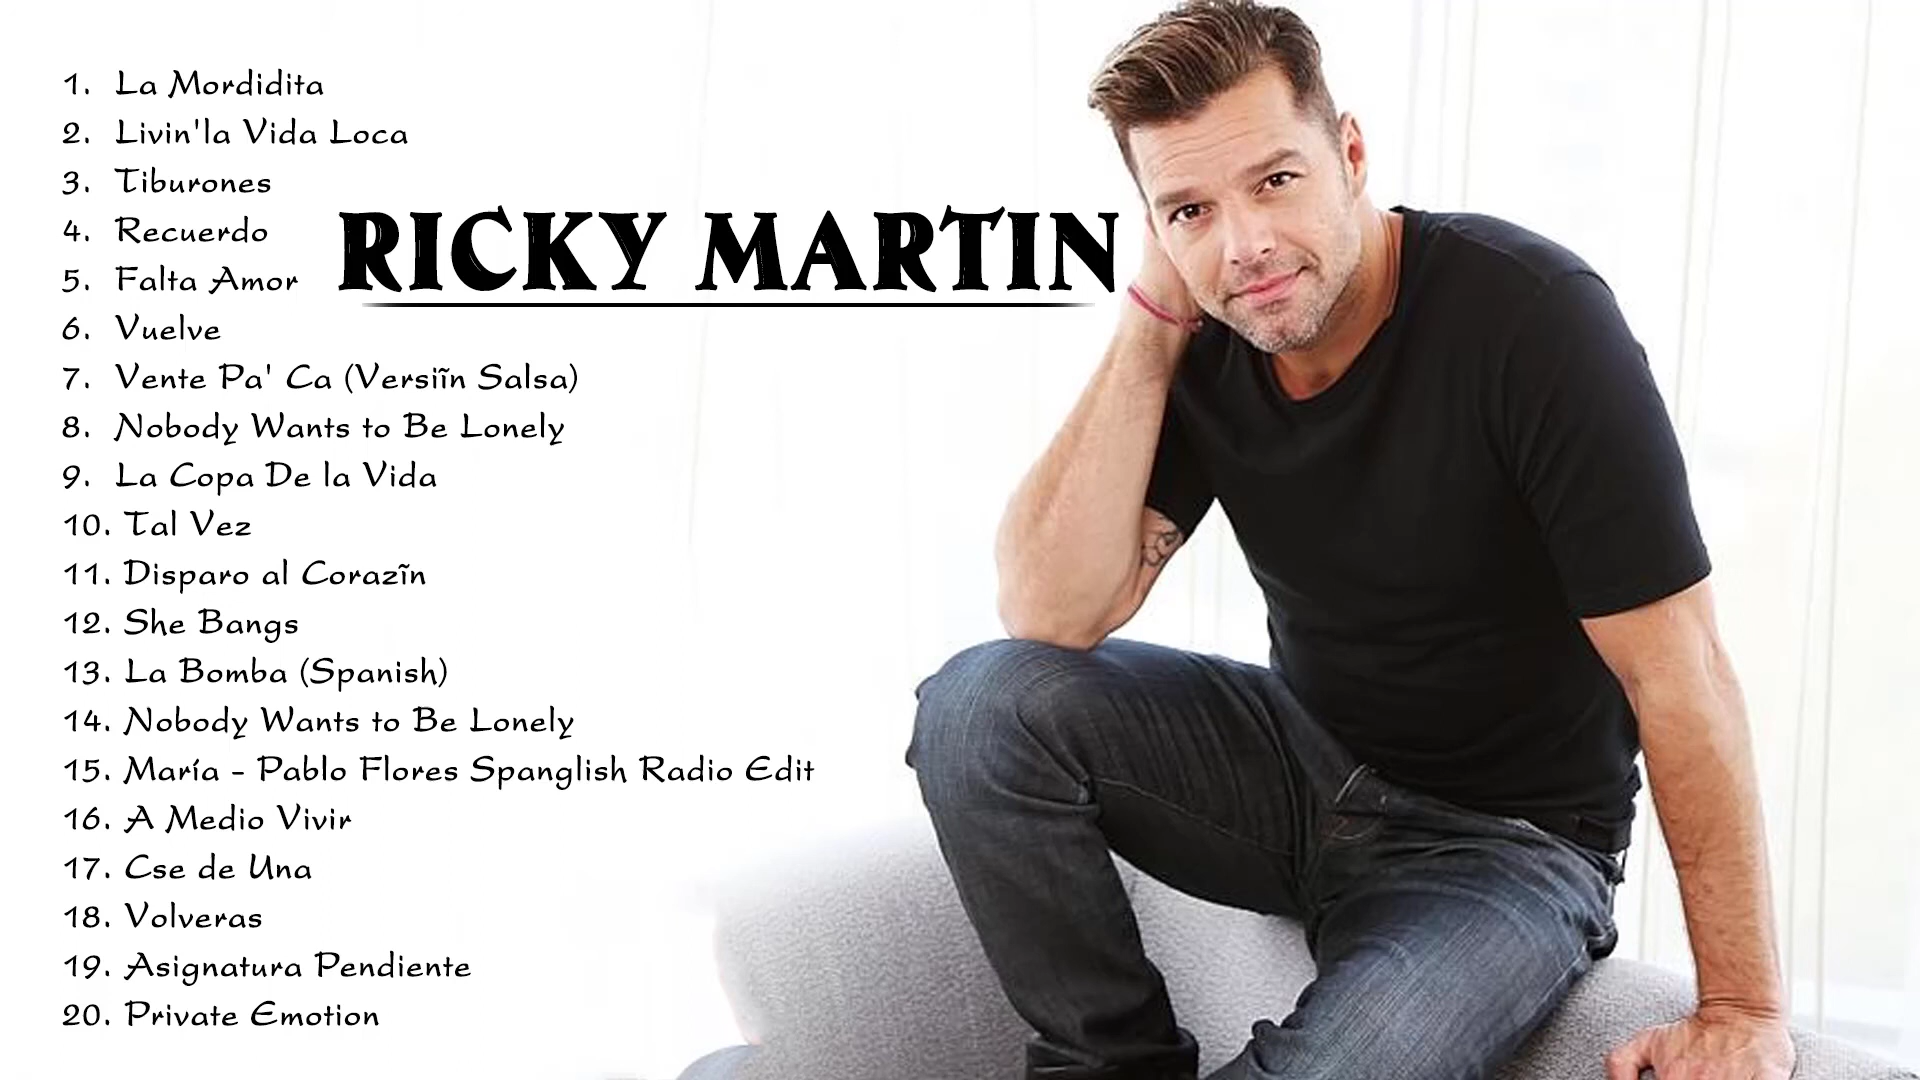 1. La Mordidita
2. Livin'la Vida Loca
3. Tiburones
4. Recuerdo
5. Falta Amor
RICKY MARTIN
6. Vuelve
7. Vente Pa' Ca (Versiĩn Salsa)
8. Nobody Wants to Be Lonely
9. La Copa De la Vida
10. Tal Vez
11. Disparo al Corazĩn
12. She Bangs
13. La Bomba (Spanish)
14. Nobody Wants to Be Lonely
15. María - Pablo Flores Spanglish Radio Edit
16. A Medio Vivir
17. Cse de Una
18. Volveras
19. Asignatura Pendiente
20. Private Emotion